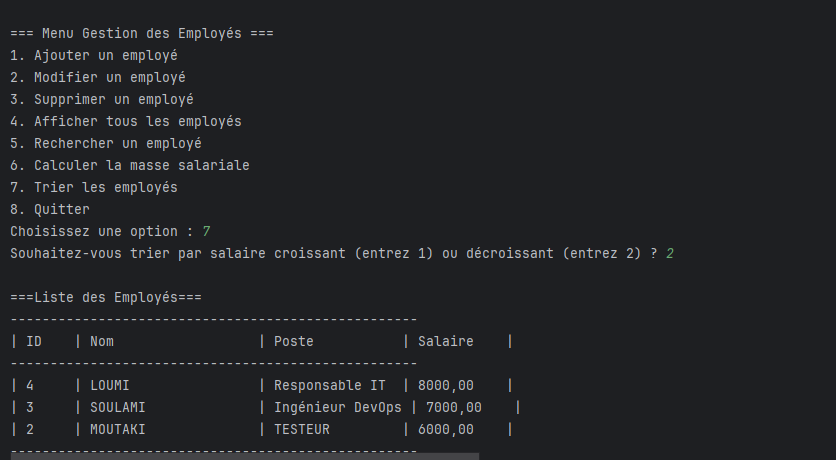 === Menu Gestion des Employés ===
1. Ajouter un employé
2. Modifier un employé
3. Supprimer un employé
4. Afficher tous les employés
5. Rechercher un employé
6. Calculer la masse salariale
7. Trier les employés
8. Quitter
Choisissez une option : 7
Souhaitez-vous trier par salaire croissant (entrez 1) ou décroissant (entrez 2) ? 2
===Liste des Employés===
---------------------------------------------------
| ID    | Nom                  | Poste           | Salaire    |
---------------------------------------------------
| 4     | LOUMI                | Responsable IT  | 8000,00    |
| 3     | SOULAMI              | Ingénieur DevOps | 7000,00    |
| 2     | MOUTAKI              | TESTEUR         | 6000,00    |
---------------------------------------------------